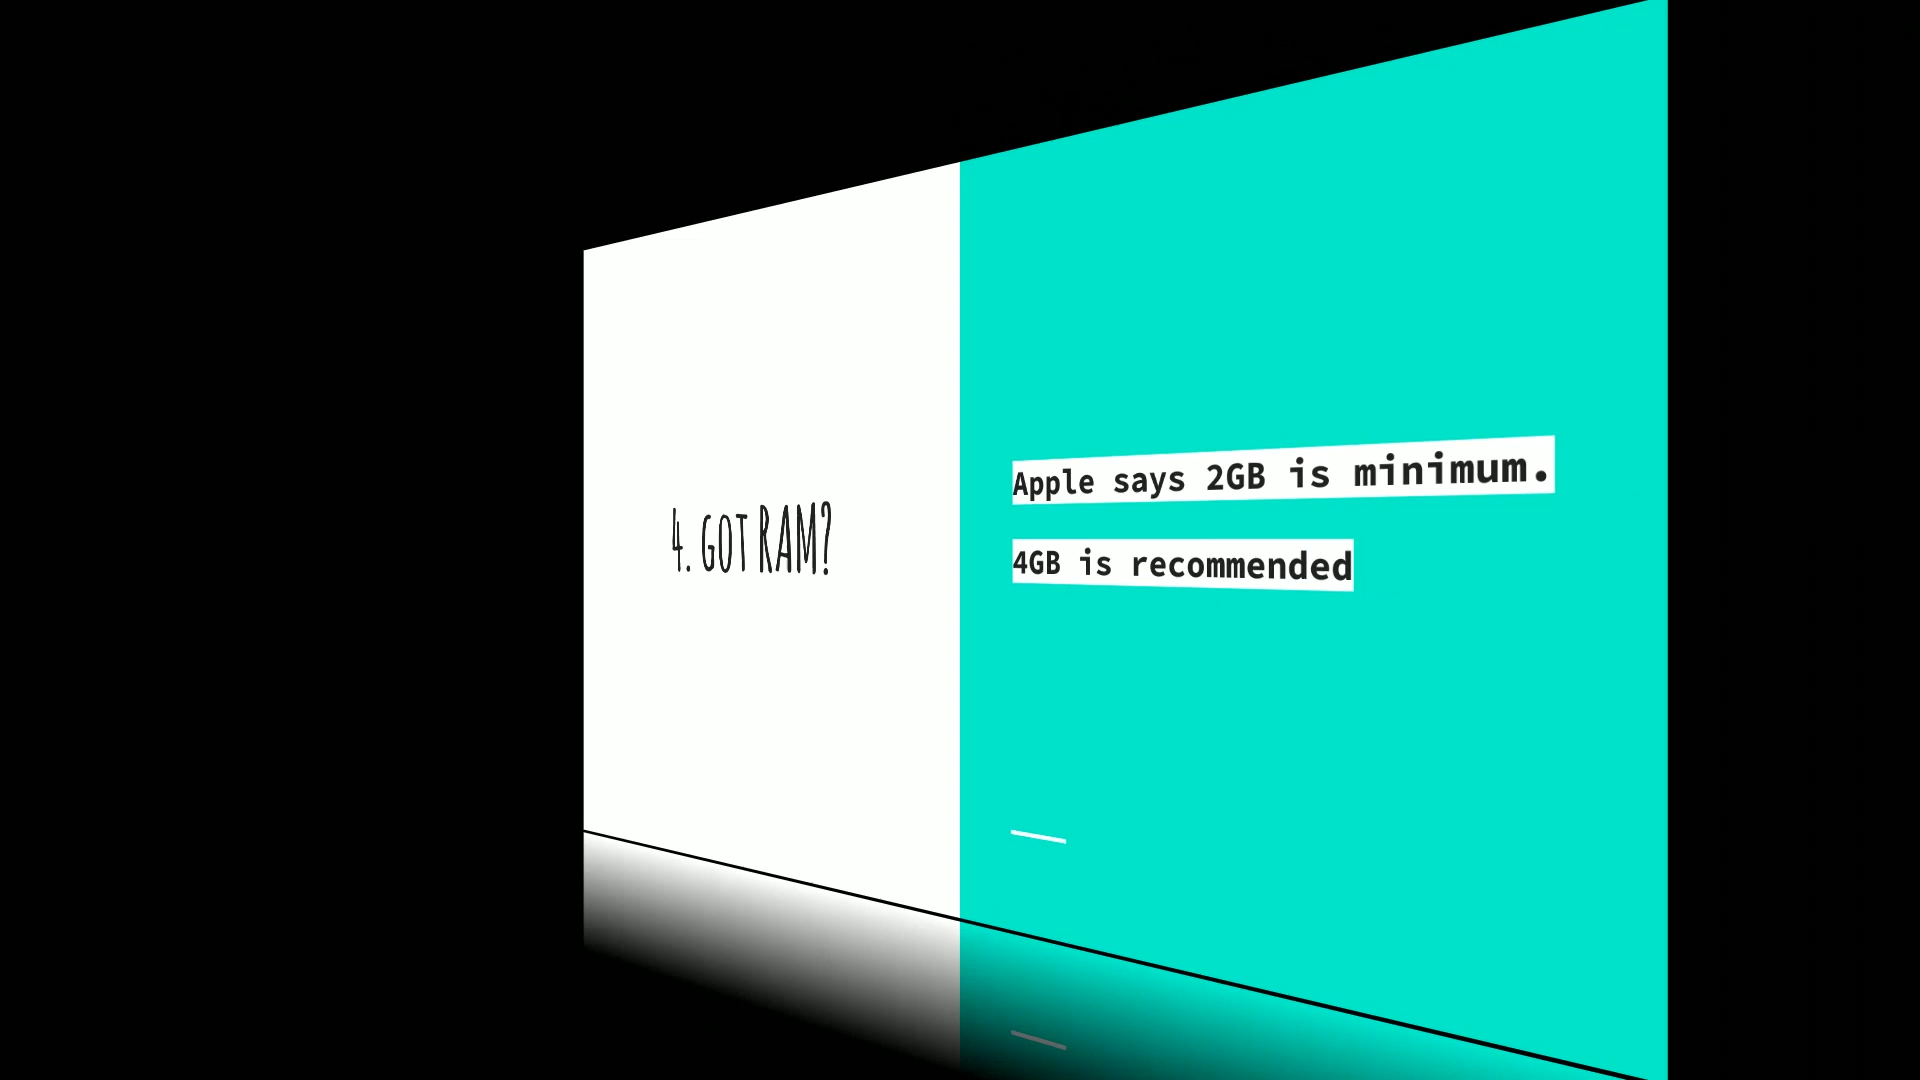 4. GOT RAM?
Apple says 2GB is minimum.
4GB is recommended